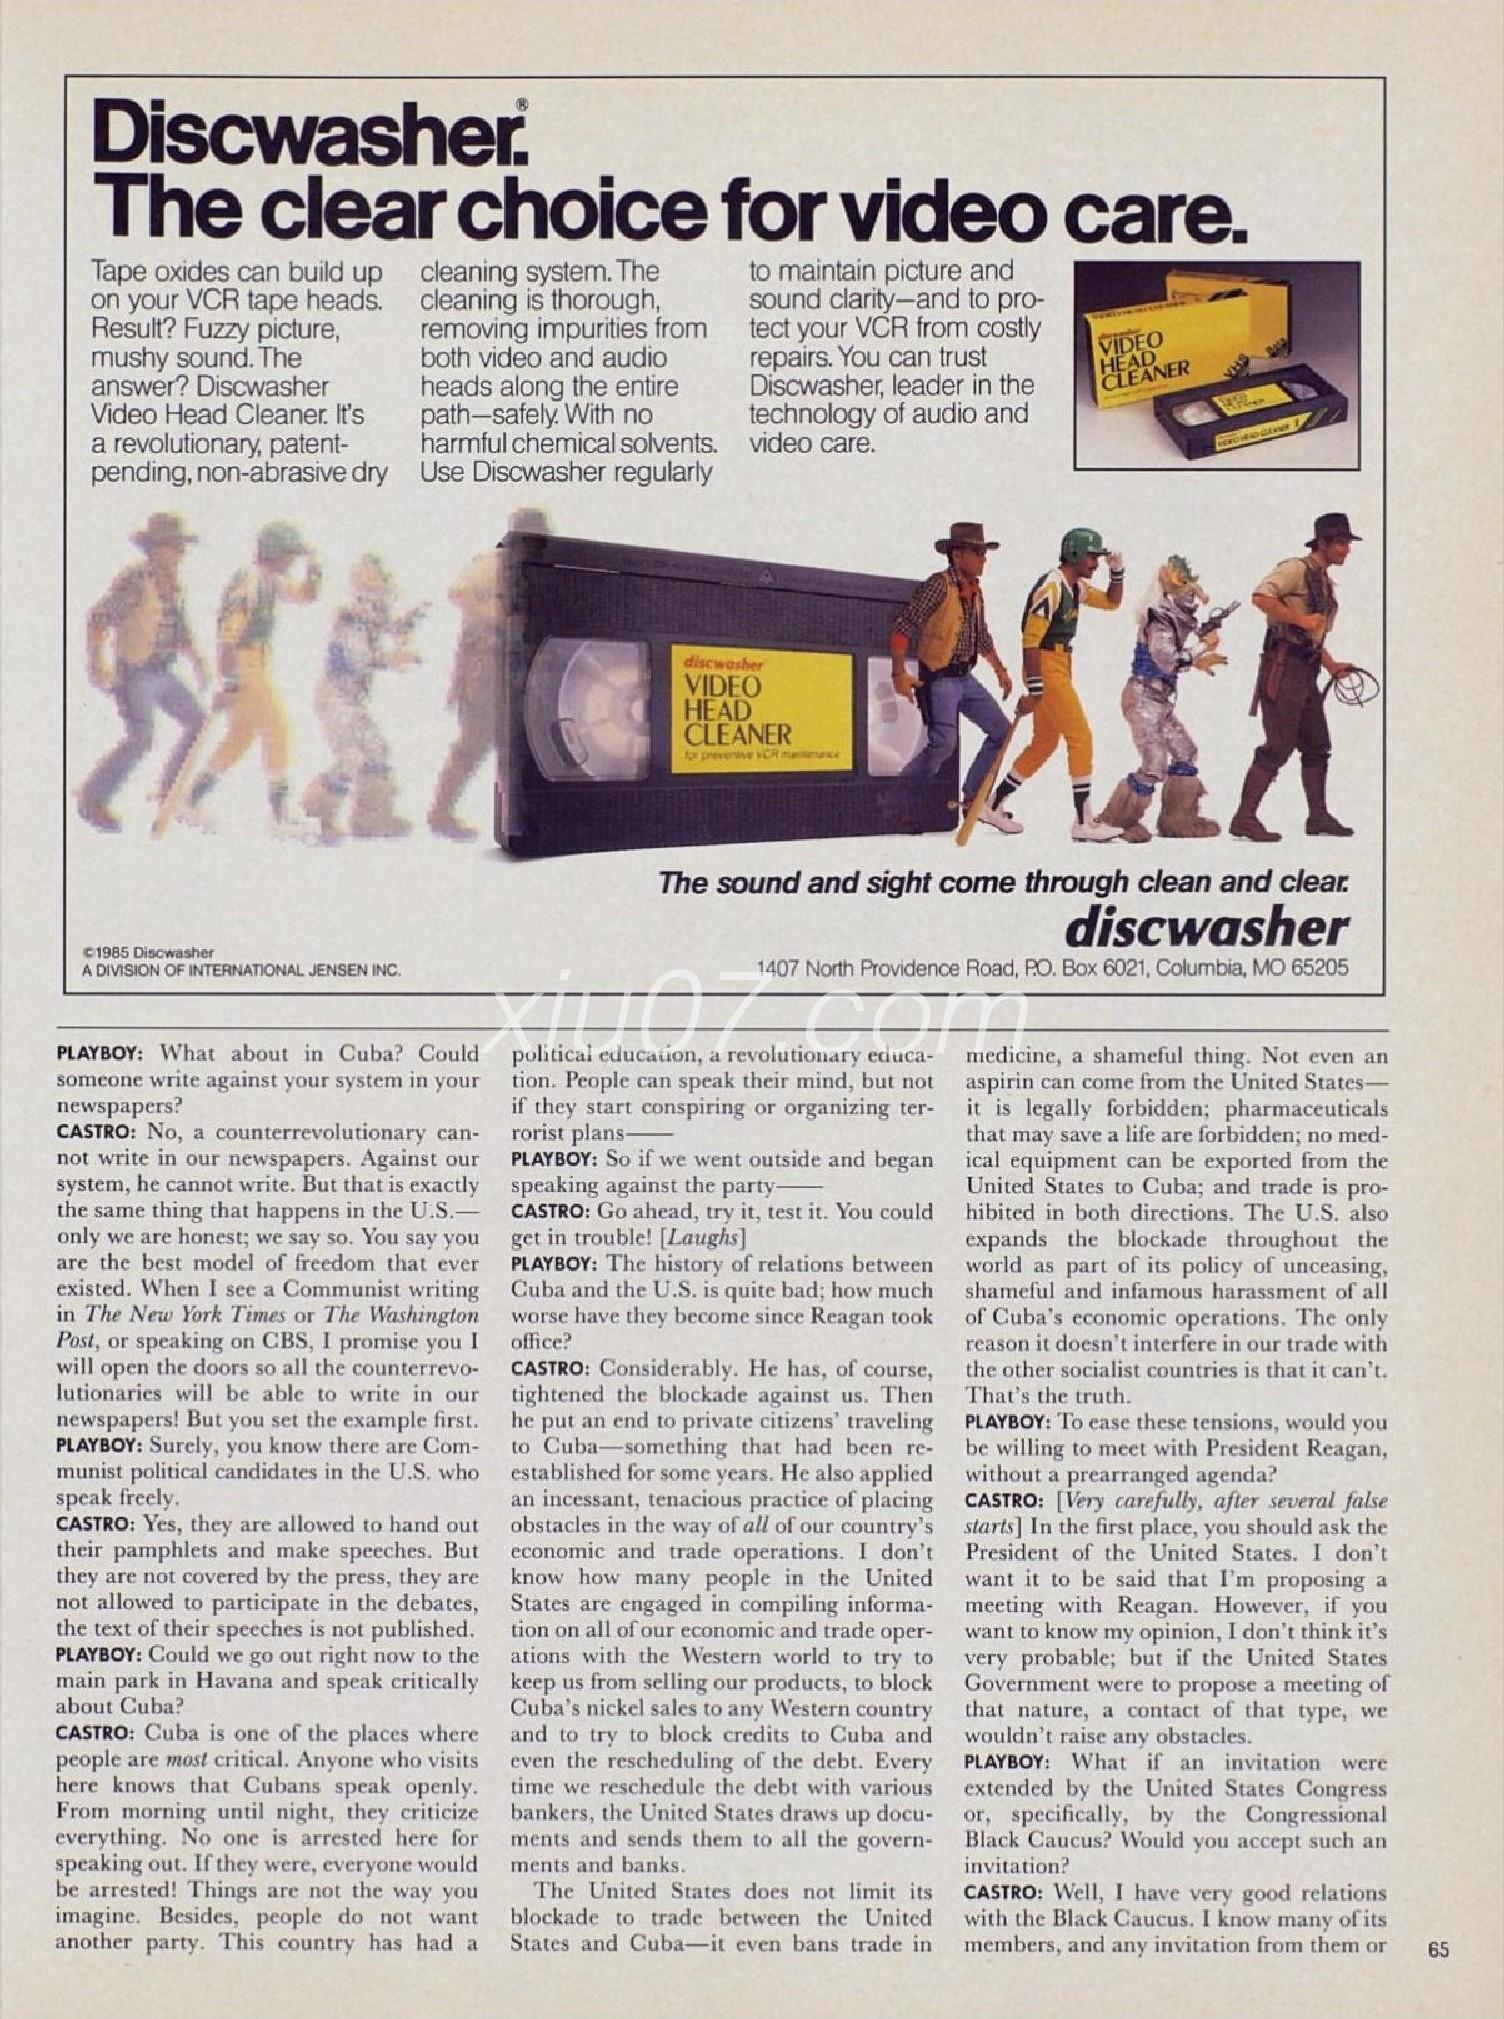 Discwasher.®
The clear choice for video care.
Tape oxides can build up
on your VCR tape heads.
Result? Fuzzy picture,
mushy sound. The
answer? Discwasher
Video Head Cleaner. It's
a revolutionary, patent-
pending, non-abrasive dry
cleaning system. The
cleaning is thorough,
removing impurities from
both video and audio
heads along the entire
path—safely. With no
harmful chemical solvents.
Use Discwasher regularly
to maintain picture and
sound clarity—and to pro-
tect your VCR from costly
repairs. You can trust
Discwasher, leader in the
technology of audio and
video care.
VIDEO
HEAD
CLEANER
discwasher
VIDEO
HEAD
CLEANER
for preventive VCR maintenance
The sound and sight come through clean and clear.
discwasher
©1985 Discwasher
A DIVISION OF INTERNATIONAL JENSEN INC.
1407 North Providence Road, P.O. Box 6021, Columbia, MO 65205
xiu07.com
PLAYBOY: What about in Cuba? Could
someone write against your system in your
newspapers?
CASTRO: No, a counterrevolutionary can-
not write in our newspapers. Against our
system, he cannot write. But that is exactly
the same thing that happens in the U.S.—
only we are honest; we say so. You say you
are the best model of freedom that ever
existed. When I see a Communist writing
in The New York Times or The Washington
Post, or speaking on CBS, I promise you I
will open the doors so all the counterrevo-
lutionaries will be able to write in our
newspapers! But you set the example first.
PLAYBOY: Surely, you know there are Com-
munist political candidates in the U.S. who
speak freely.
CASTRO: Yes, they are allowed to hand out
their pamphlets and make speeches. But
they are not covered by the press, they are
not allowed to participate in the debates,
the text of their speeches is not published.
PLAYBOY: Could we go out right now to the
main park in Havana and speak critically
about Cuba?
CASTRO: Cuba is one of the places where
people are most critical. Anyone who visits
here knows that Cubans speak openly.
From morning until night, they criticize
everything. No one is arrested here for
speaking out. If they were, everyone would
be arrested! Things are not the way you
imagine. Besides, people do not want
another party. This country has had a
political education, a revolutionary educa-
tion. People can speak their mind, but not
if they start conspiring or organizing ter-
rorist plans——
PLAYBOY: So if we went outside and began
speaking against the party——
CASTRO: Go ahead, try it, test it. You could
get in trouble! [Laughs]
PLAYBOY: The history of relations between
Cuba and the U.S. is quite bad; how much
worse have they become since Reagan took
office?
CASTRO: Considerably. He has, of course,
tightened the blockade against us. Then
he put an end to private citizens' traveling
to Cuba—something that had been re-
established for some years. He also applied
an incessant, tenacious practice of placing
obstacles in the way of all of our country's
economic and trade operations. I don't
know how many people in the United
States are engaged in compiling informa-
tion on all of our economic and trade oper-
ations with the Western world to try to
keep us from selling our products, to block
Cuba's nickel sales to any Western country
and to try to block credits to Cuba and
even the rescheduling of the debt. Every
time we reschedule the debt with various
bankers, the United States draws up docu-
ments and sends them to all the govern-
ments and banks.
The United States does not limit its
blockade to trade between the United
States and Cuba—it even bans trade in
medicine, a shameful thing. Not even an
aspirin can come from the United States—
it is legally forbidden; pharmaceuticals
that may save a life are forbidden; no med-
ical equipment can be exported from the
United States to Cuba; and trade is pro-
hibited in both directions. The U.S. also
expands the blockade throughout the
world as part of its policy of unceasing,
shameful and infamous harassment of all
of Cuba's economic operations. The only
reason it doesn't interfere in our trade with
the other socialist countries is that it can't.
That's the truth.
PLAYBOY: To ease these tensions, would you
be willing to meet with President Reagan,
without a prearranged agenda?
CASTRO: [Very carefully, after several false
starts] In the first place, you should ask the
President of the United States. I don't
want it to be said that I'm proposing a
meeting with Reagan. However, if you
want to know my opinion, I don't think it's
very probable; but if the United States
Government were to propose a meeting of
that nature, a contact of that type, we
wouldn't raise any obstacles.
PLAYBOY: What if an invitation were
extended by the United States Congress
or, specifically, by the Congressional
Black Caucus? Would you accept such an
invitation?
CASTRO: Well, I have very good relations
with the Black Caucus. I know many of its
members, and any invitation from them or
65